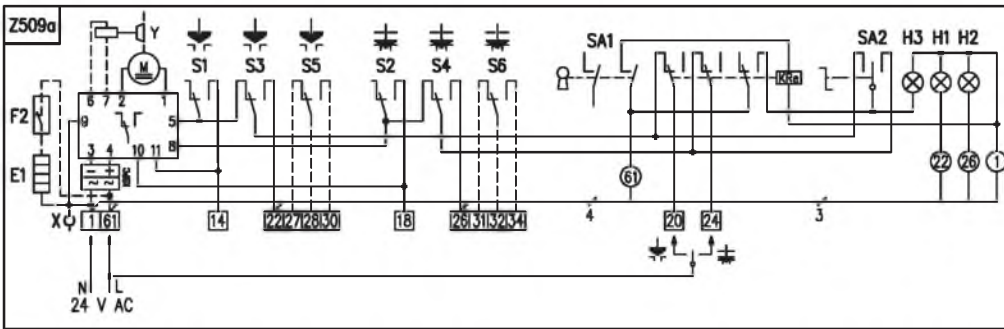 Z509a
Y
M
S1 S3 S5 S2 S4 S6
SA1 KRa SA2 H3 H1 H2
F2
6 7 2 1
9 5
8
3 4 10 11
E1
- +
~ ~
61 22 26 1
X 1 61 14 22 27 28 30 18 26 31 32 34 4 20 24 3
N L
24 V AC